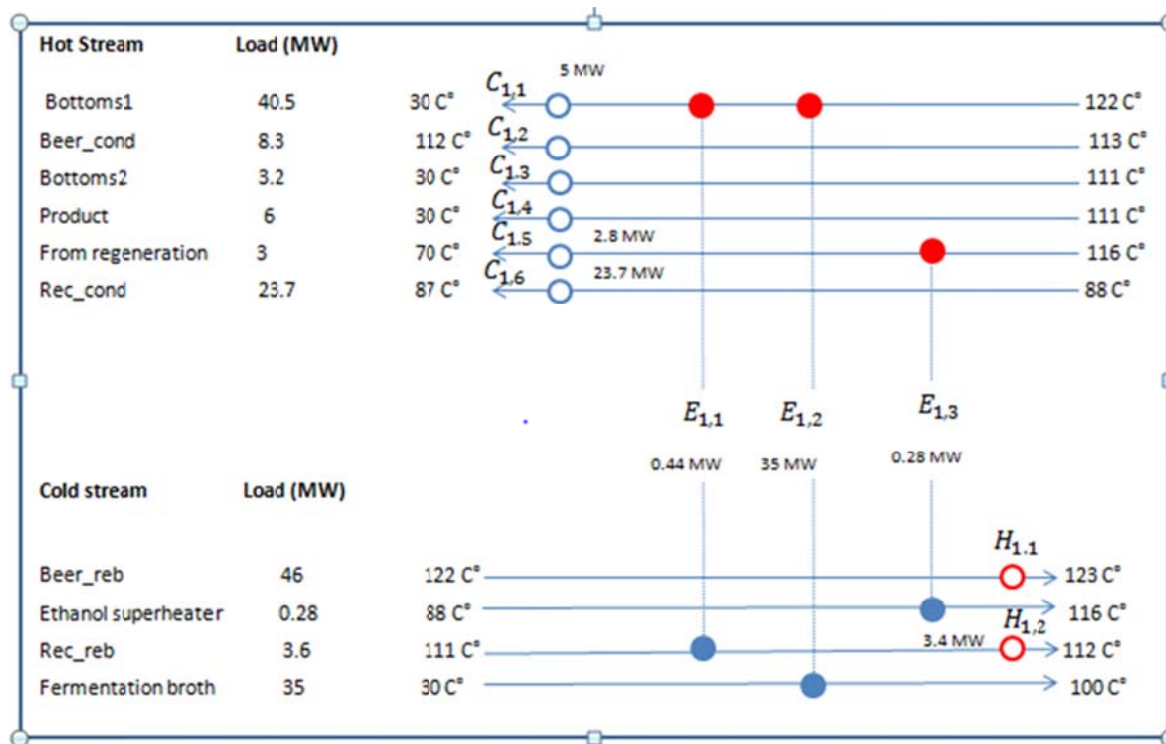 Hot Stream Load (MW)
5 MW
Bottoms1 40.5 30 C° C1,1 122 C°
Beer_cond 8.3 112 C° C1,2 113 C°
Bottoms2 3.2 30 C° C1.3 111 C°
Product 6 30 C° C1,4 111 C°
From regeneration 3 70 C° C1.5 2.8 MW 116 C°
Rec_cond 23.7 87 C° C1,6 23.7 MW 88 C°
E1,1 E1,2 E1,3
0.44 MW 35 MW 0.28 MW
Cold stream Load (MW)
H1.1
Beer_reb 46 122 C° 123 C°
Ethanol superheater 0.28 88 C° 116 C°
H1,2
Rec_reb 3.6 111 C° 3.4 MW 112 C°
Fermentation broth 35 30 C° 100 C°